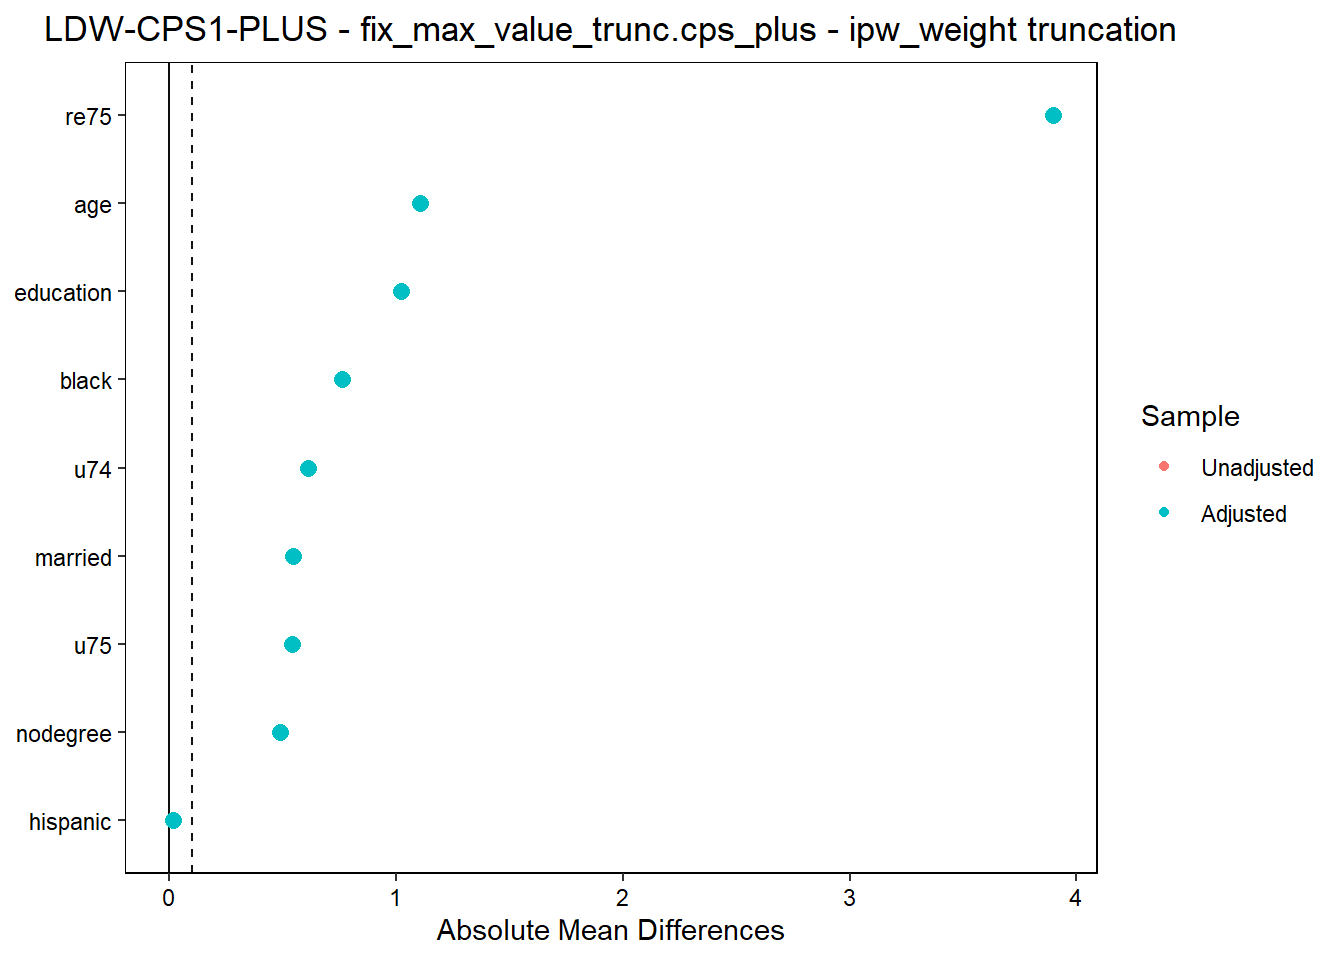 LDW-CPS1-PLUS - fix_max_value_trunc.cps_plus - ipw_weight truncation
re75
age
education
black
u74
married
u75
nodegree
hispanic
0 1 2 3 4
Absolute Mean Differences
Sample
Unadjusted
Adjusted